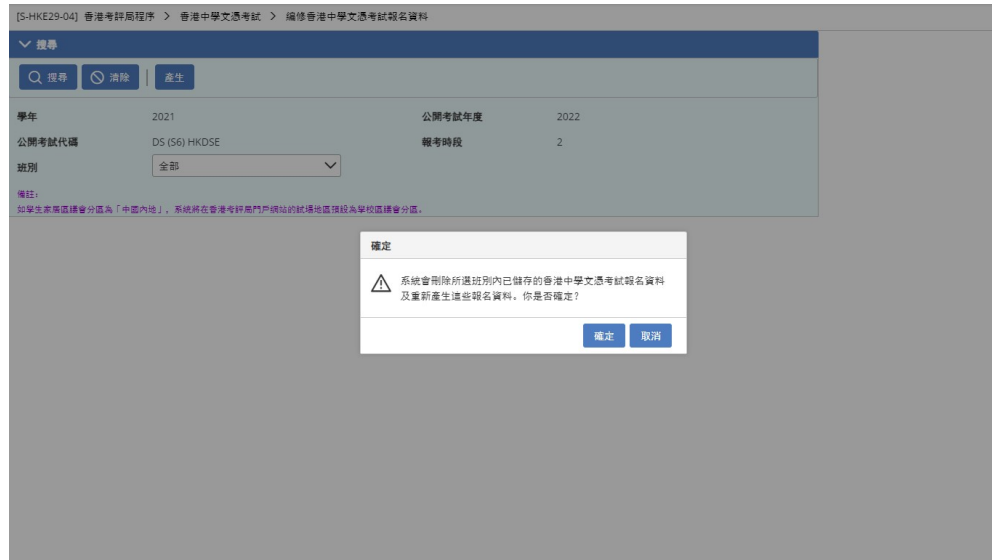 [S-HKE29-04] 香港考評局程序 > 香港中學文憑考試 > 編修香港中學文憑考試報名資料
搜尋
搜尋 清除 產生
學年 2021 公開考試年度 2022
公開考試代碼 DS (S6) HKDSE 報考時段 2
班別 全部
備註：
如學生家居區議會分區為「中國內地」，系統將在香港考評局門戶網站的試場地區預設為學校區議會分區。
確定
系統會刪除所選班別內已儲存的香港中學文憑考試報名資料
及重新產生這些報名資料。你是否確定？
確定 取消